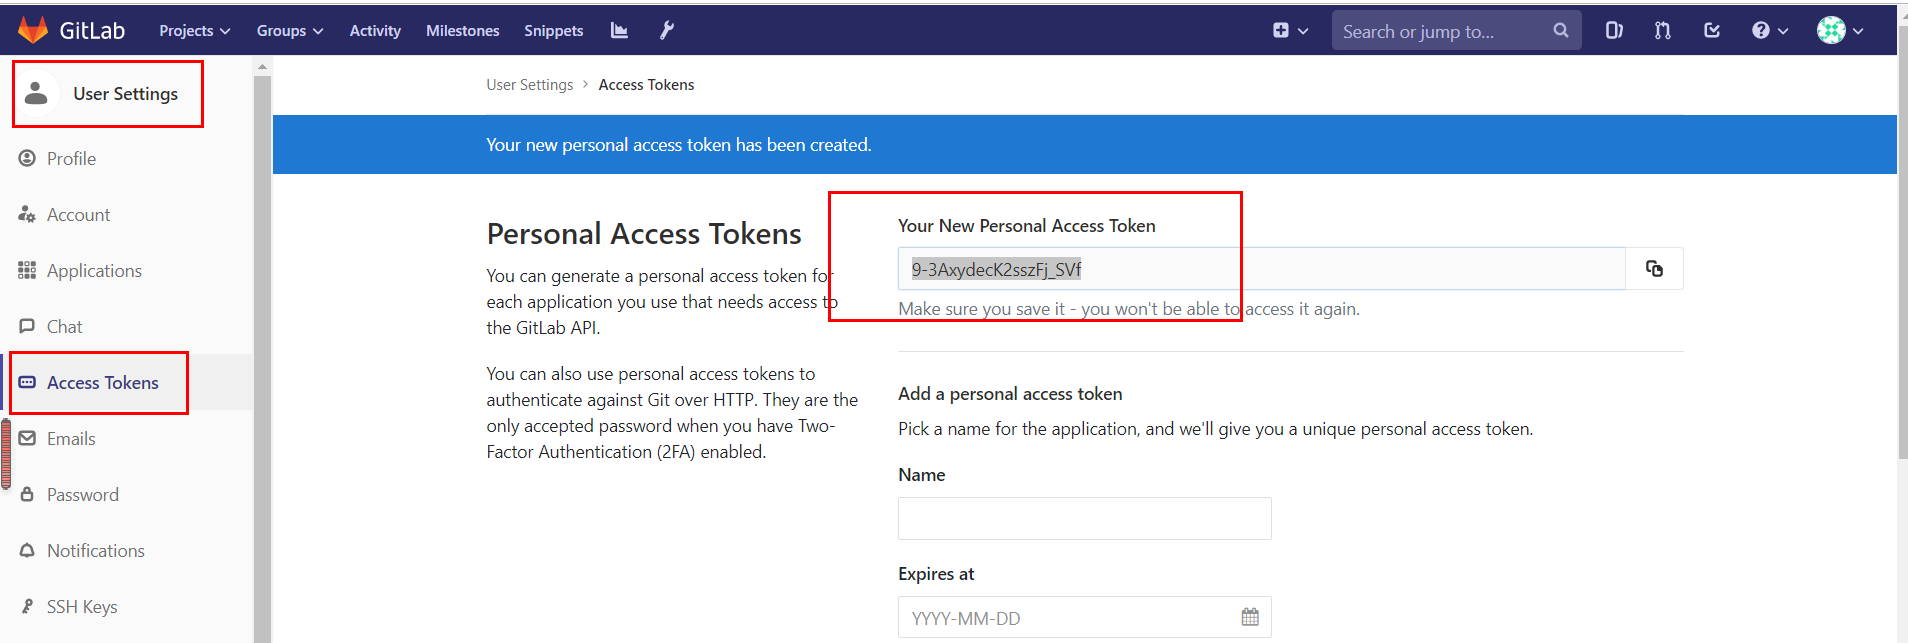 GitLab
Projects
Groups
Activity
Milestones
Snippets
Search or jump to...
User Settings
Profile
Account
Applications
Chat
Access Tokens
Emails
Password
Notifications
SSH Keys
User Settings > Access Tokens
Your new personal access token has been created.
Personal Access Tokens
You can generate a personal access token for
each application you use that needs access to
the GitLab API.
You can also use personal access tokens to
authenticate against Git over HTTP. They are the
only accepted password when you have Two-
Factor Authentication (2FA) enabled.
Your New Personal Access Token
9-3AxydecK2sszFj_SVf
Make sure you save it - you won't be able to access it again.
Add a personal access token
Pick a name for the application, and we'll give you a unique personal access token.
Name
Expires at
YYYY-MM-DD